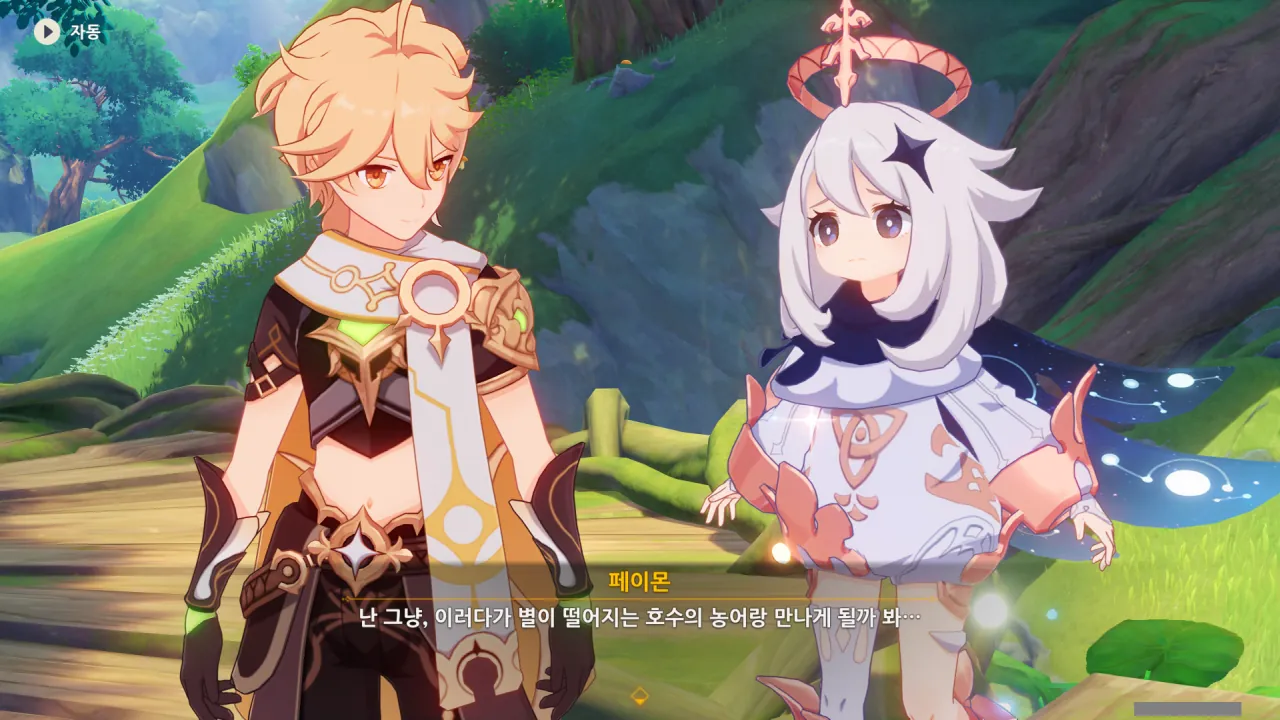 자동
페이몬
난 그냥, 이러다가 별이 떨어지는 호수의 농어랑 만나게 될까 봐…